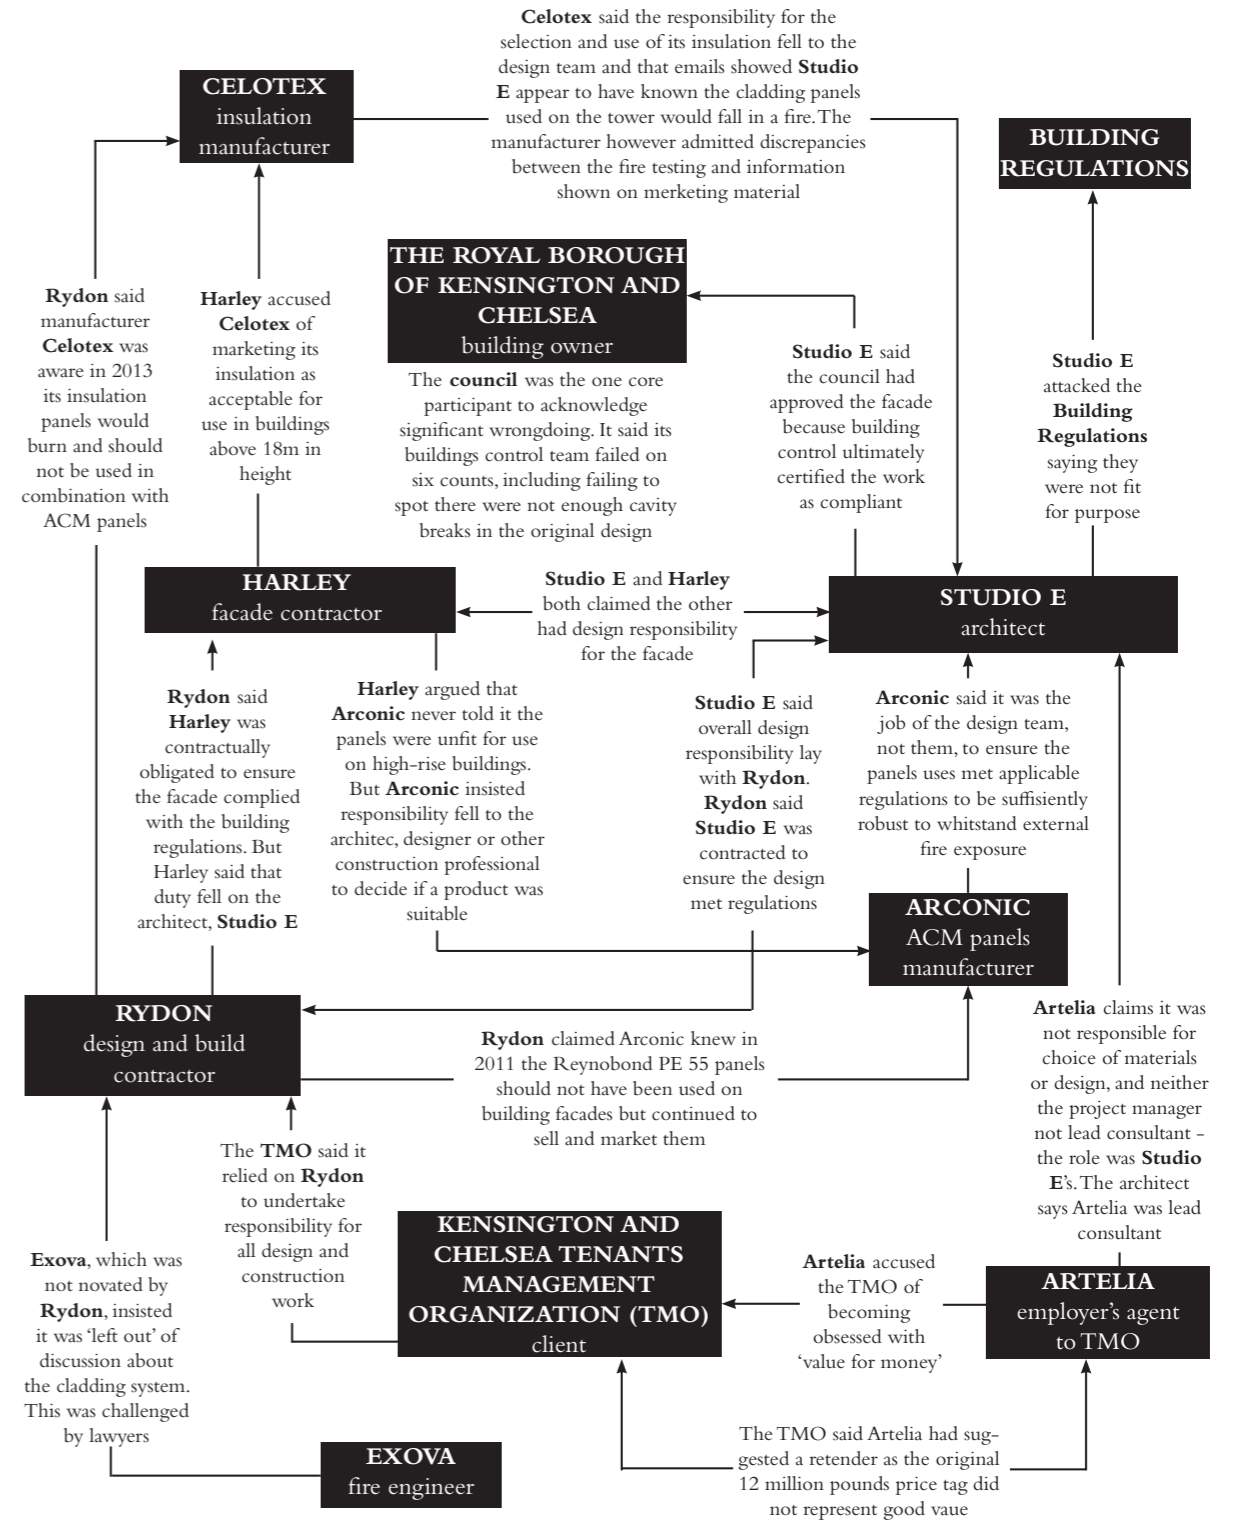 Celotex said the responsibility for the
selection and use of its insulation fell to the
design team and that emails showed Studio
E appear to have known the cladding panels
used on the tower would fall in a fire. The
manufacturer however admitted discrepancies
between the fire testing and information
shown on merketing material
CELOTEX
insulation
manufacturer
BUILDING
REGULATIONS
THE ROYAL BOROUGH
OF KENSINGTON AND
CHELSEA
building owner
The council was the one core
participant to acknowledge
significant wrongdoing. It said its
buildings control team failed on
six counts, including failing to
spot there were not enough cavity
breaks in the original design
Rydon said
manufacturer
Celotex was
aware in 2013
its insulation
panels would
burn and should
not be used in
combination with
ACM panels
Harley accused
Celotex of
marketing its
insulation as
acceptable for
use in buildings
above 18m in
height
Studio E said
the council had
approved the facade
because building
control ultimately
certified the work
as compliant
Studio E
attacked the
Building
Regulations
saying they
were not fit
for purpose
HARLEY
facade contractor
Studio E and Harley
both claimed the other
had design responsibility
for the facade
STUDIO E
architect
Rydon said
Harley was
contractually
obligated to ensure
the facade complied
with the building
regulations. But
Harley said that
duty fell on the
architect, Studio E
Harley argued that
Arconic never told it the
panels were unfit for use
on high-rise buildings.
But Arconic insisted
responsibility fell to the
architec, designer or other
construction professional
to decide if a product was
suitable
Studio E said
overall design
responsibility lay
with Rydon.
Rydon said
Studio E was
contracted to
ensure the design
met regulations
Arconic said it was the
job of the design team,
not them, to ensure the
panels uses met applicable
regulations to be suffisiently
robust to whitstand external
fire exposure
ARCONIC
ACM panels
manufacturer
RYDON
design and build
contractor
Rydon claimed Arconic knew in
2011 the Reynobond PE 55 panels
should not have been used on
building facades but continued to
sell and market them
Artelia claims it was
not responsible for
choice of materials
or design, and neither
the project manager
not lead consultant -
the role was Studio
E's. The architect
says Artelia was lead
consultant
The TMO said it
relied on Rydon
to undertake
responsibility for
all design and
construction
work
KENSINGTON AND
CHELSEA TENANTS
MANAGEMENT
ORGANIZATION (TMO)
client
Exova, which was
not novated by
Rydon, insisted
it was 'left out' of
discussion about
the cladding system.
This was challenged
by lawyers
Artelia accused
the TMO of
becoming
obsessed with
'value for money'
ARTELIA
employer's agent
to TMO
The TMO said Artelia had sug-
gested a retender as the original
12 million pounds price tag did
not represent good vaue
EXOVA
fire engineer